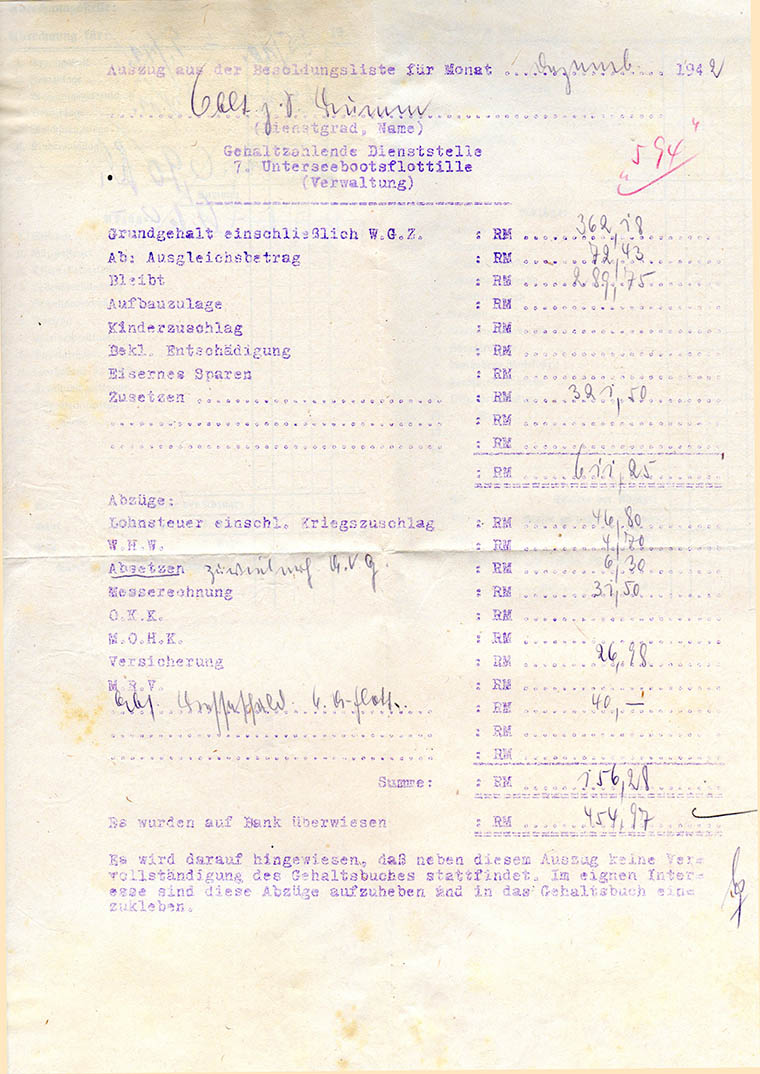 Auszug aus der Besoldungsliste für Monat ... Dezemb. ... 1942
Oblt. z. S.
(Dienstgrad, Name)
Gehaltzahlende Dienststelle
7. Unterseebootsflottille
(Verwaltung)
"594"
Grundgehalt einschließlich W.G.Z. : RM 362,18
Ab: Ausgleichsbetrag : RM 72,43
Bleibt : RM 289,75
Aufbauzulage : RM
Kinderzuschlag : RM
Bekl. Entschädigung : RM
Eisernes Sparen : RM
Zusetzen : RM 321,50
: RM
: RM
: RM 611,25
Abzüge:
Lohnsteuer einschl. Kriegszuschlag : RM 46,80
W.H.W. : RM 4,70
Absetzen : RM 6,30
Messerechnung : RM 31,50
O.K.K. : RM
M.O.H.K. : RM
Versicherung : RM 26,98
M.R.V. : RM
: RM 40,—
: RM
: RM
Summe: : RM 156,28
Es wurden auf Bank überwiesen : RM 454,97
Es wird darauf hingewiesen, daß neben diesem Auszug keine Ver=
vollständigung des Gehaltsbuches stattfindet. Im eignen Inter=
esse sind diese Abzüge aufzuheben und in das Gehaltsbuch ein=
zukleben.